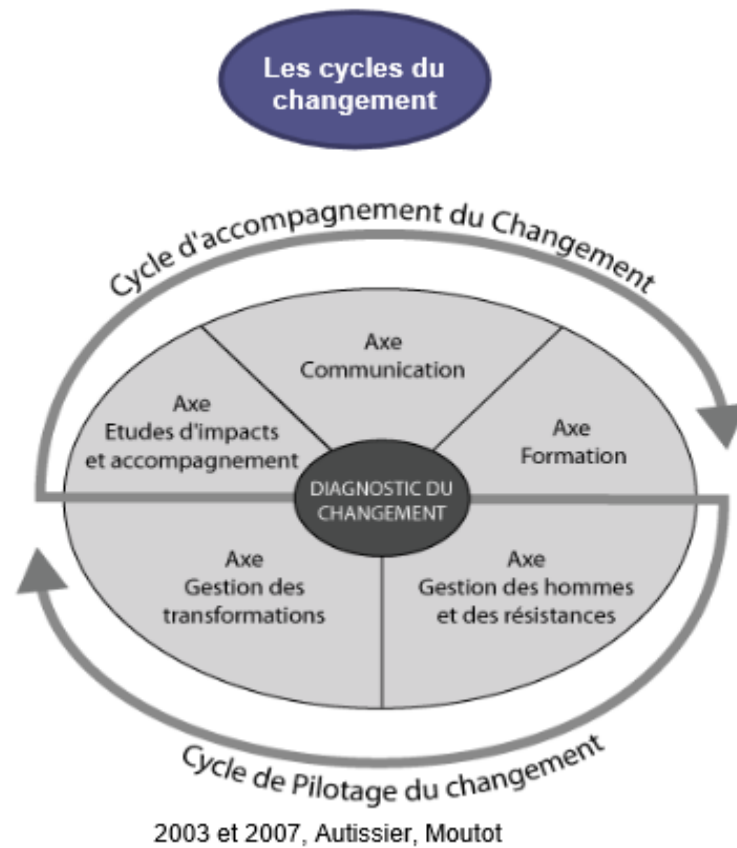 Les cycles du
changement
Cycle d'accompagnement du Changement
Axe
Communication
Axe
Etudes d'impacts
et accompagnement
Axe
Formation
DIAGNOSTIC DU
CHANGEMENT
Axe
Gestion des
transformations
Axe
Gestion des hommes
et des résistances
Cycle de Pilotage du changement
2003 et 2007, Autissier, Moutot